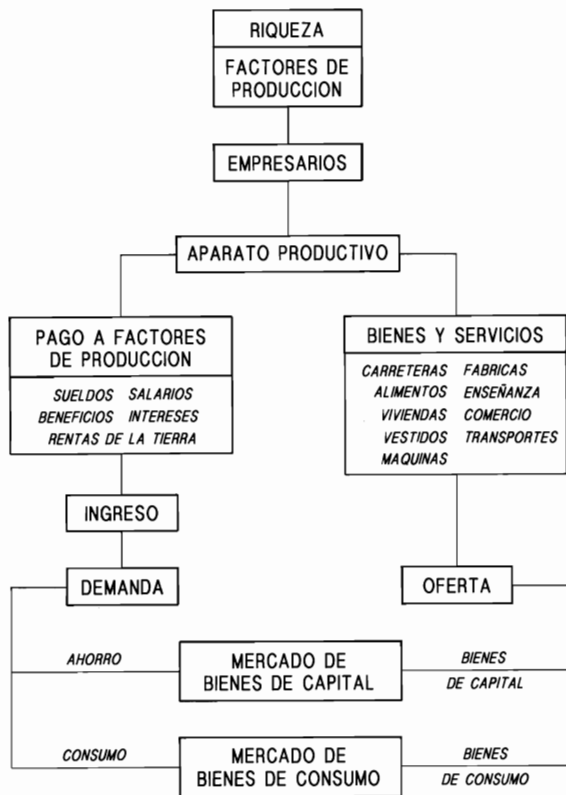 RIQUEZA
FACTORES DE
PRODUCCION
EMPRESARIOS
APARATO PRODUCTIVO
PAGO A FACTORES
DE PRODUCCION
SUELDOS SALARIOS
BENEFICIOS INTERESES
RENTAS DE LA TIERRA
BIENES Y SERVICIOS
CARRETERAS FABRICAS
ALIMENTOS ENSEÑANZA
VIVIENDAS COMERCIO
VESTIDOS TRANSPORTES
MAQUINAS
INGRESO
DEMANDA
OFERTA
AHORRO
MERCADO DE
BIENES DE CAPITAL
BIENES
DE CAPITAL
CONSUMO
MERCADO DE
BIENES DE CONSUMO
BIENES
DE CONSUMO